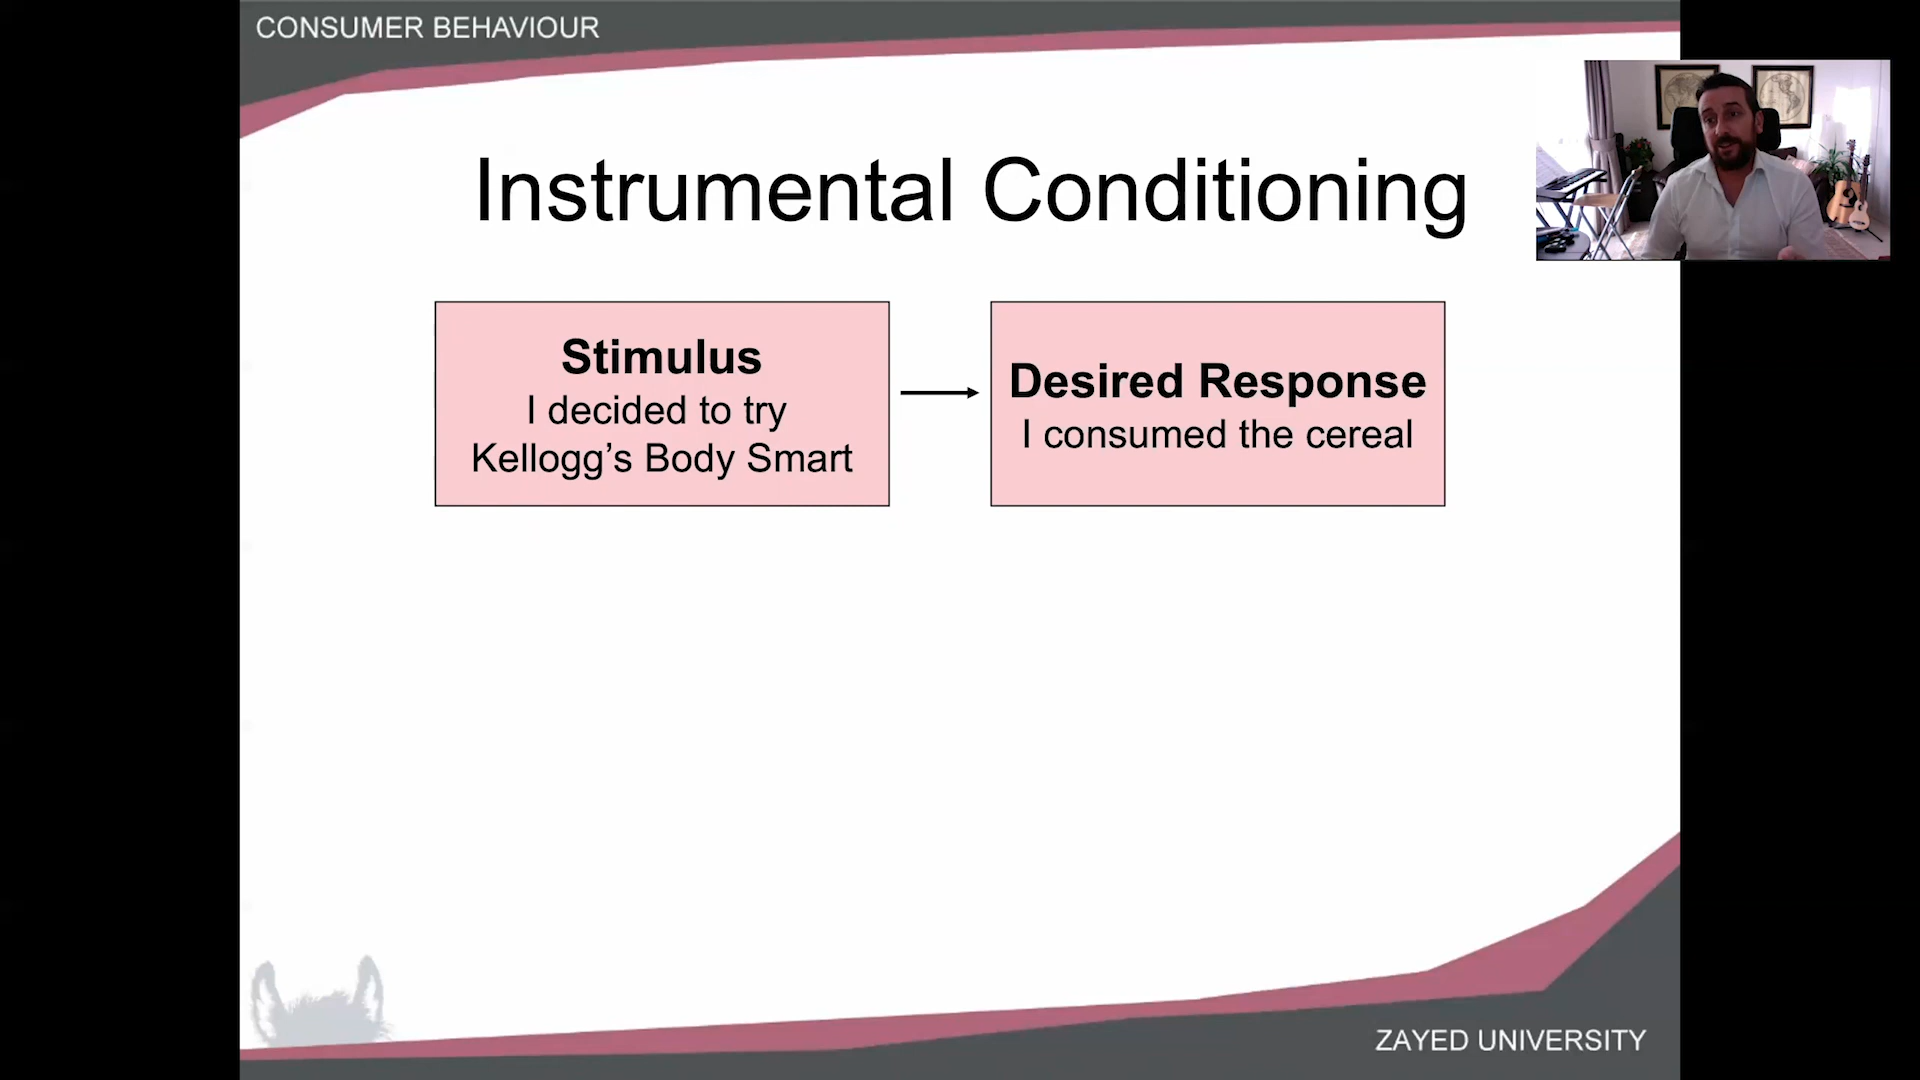 CONSUMER BEHAVIOUR
Instrumental Conditioning
Stimulus
I decided to try
Kellogg’s Body Smart
Desired Response
I consumed the cereal
ZAYED UNIVERSITY